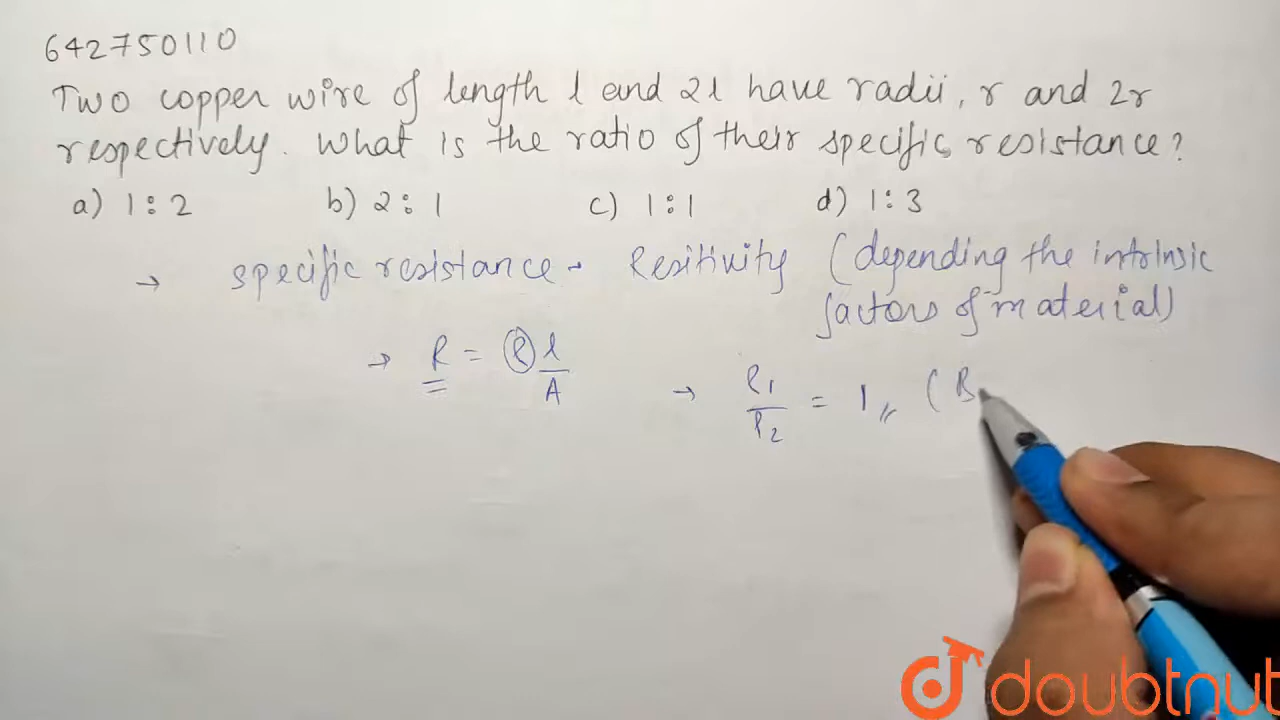 642750110
Two copper wire of length l and 2l have radii, r and 2r
respectively. What is the ratio of their specific resistance?
a) 1:2 b) 2:1 c) 1:1 d) 1:3
→ specific resistance - Resitivity (depending the intrinsic
factors of material)
→ R = ρ l/A
→ ρ1/ρ2 = 1 (B
doubtnut